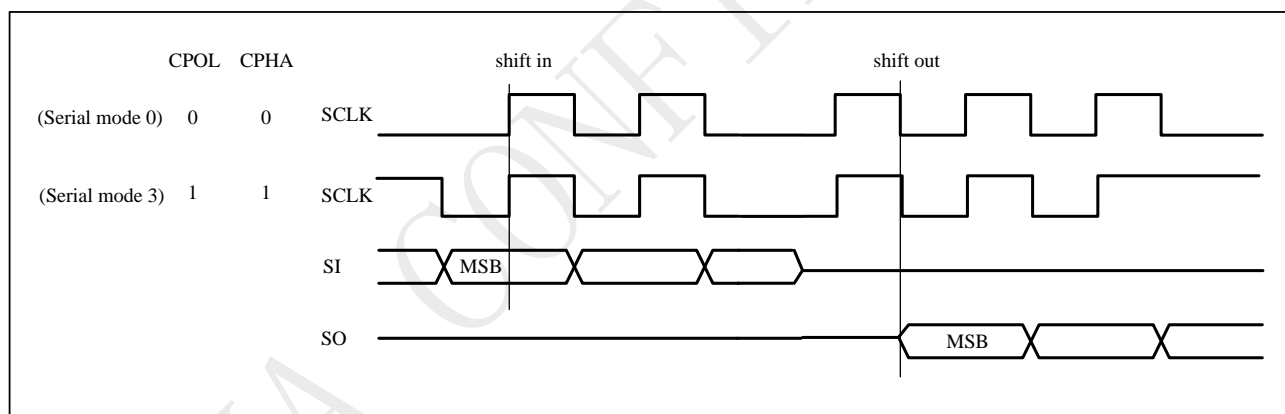 CPOL CPHA shift in shift out
(Serial mode 0) 0 0 SCLK
(Serial mode 3) 1 1 SCLK
SI MSB
SO MSB